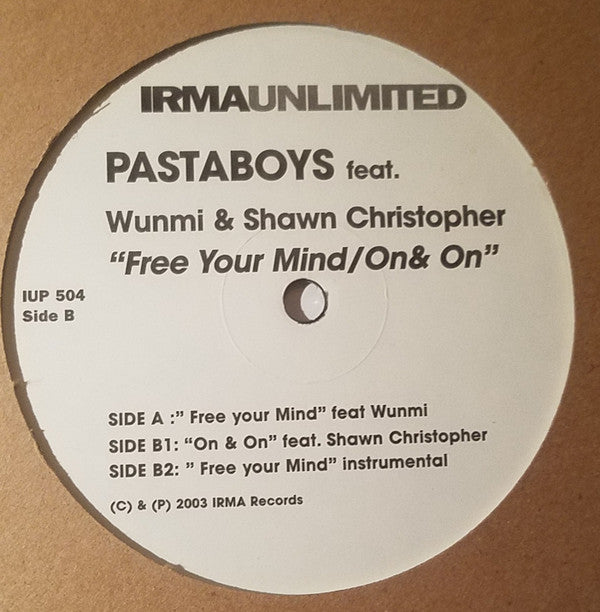 IRMAUNLIMITED
PASTABOYS feat.
Wunmi & Shawn Christopher
“Free Your Mind/On& On”
IUP 504
Side B
SIDE A :” Free your Mind” feat Wunmi
SIDE B1: “On & On” feat. Shawn Christopher
SIDE B2: ” Free your Mind” instrumental
(C) & (P) 2003 IRMA Records